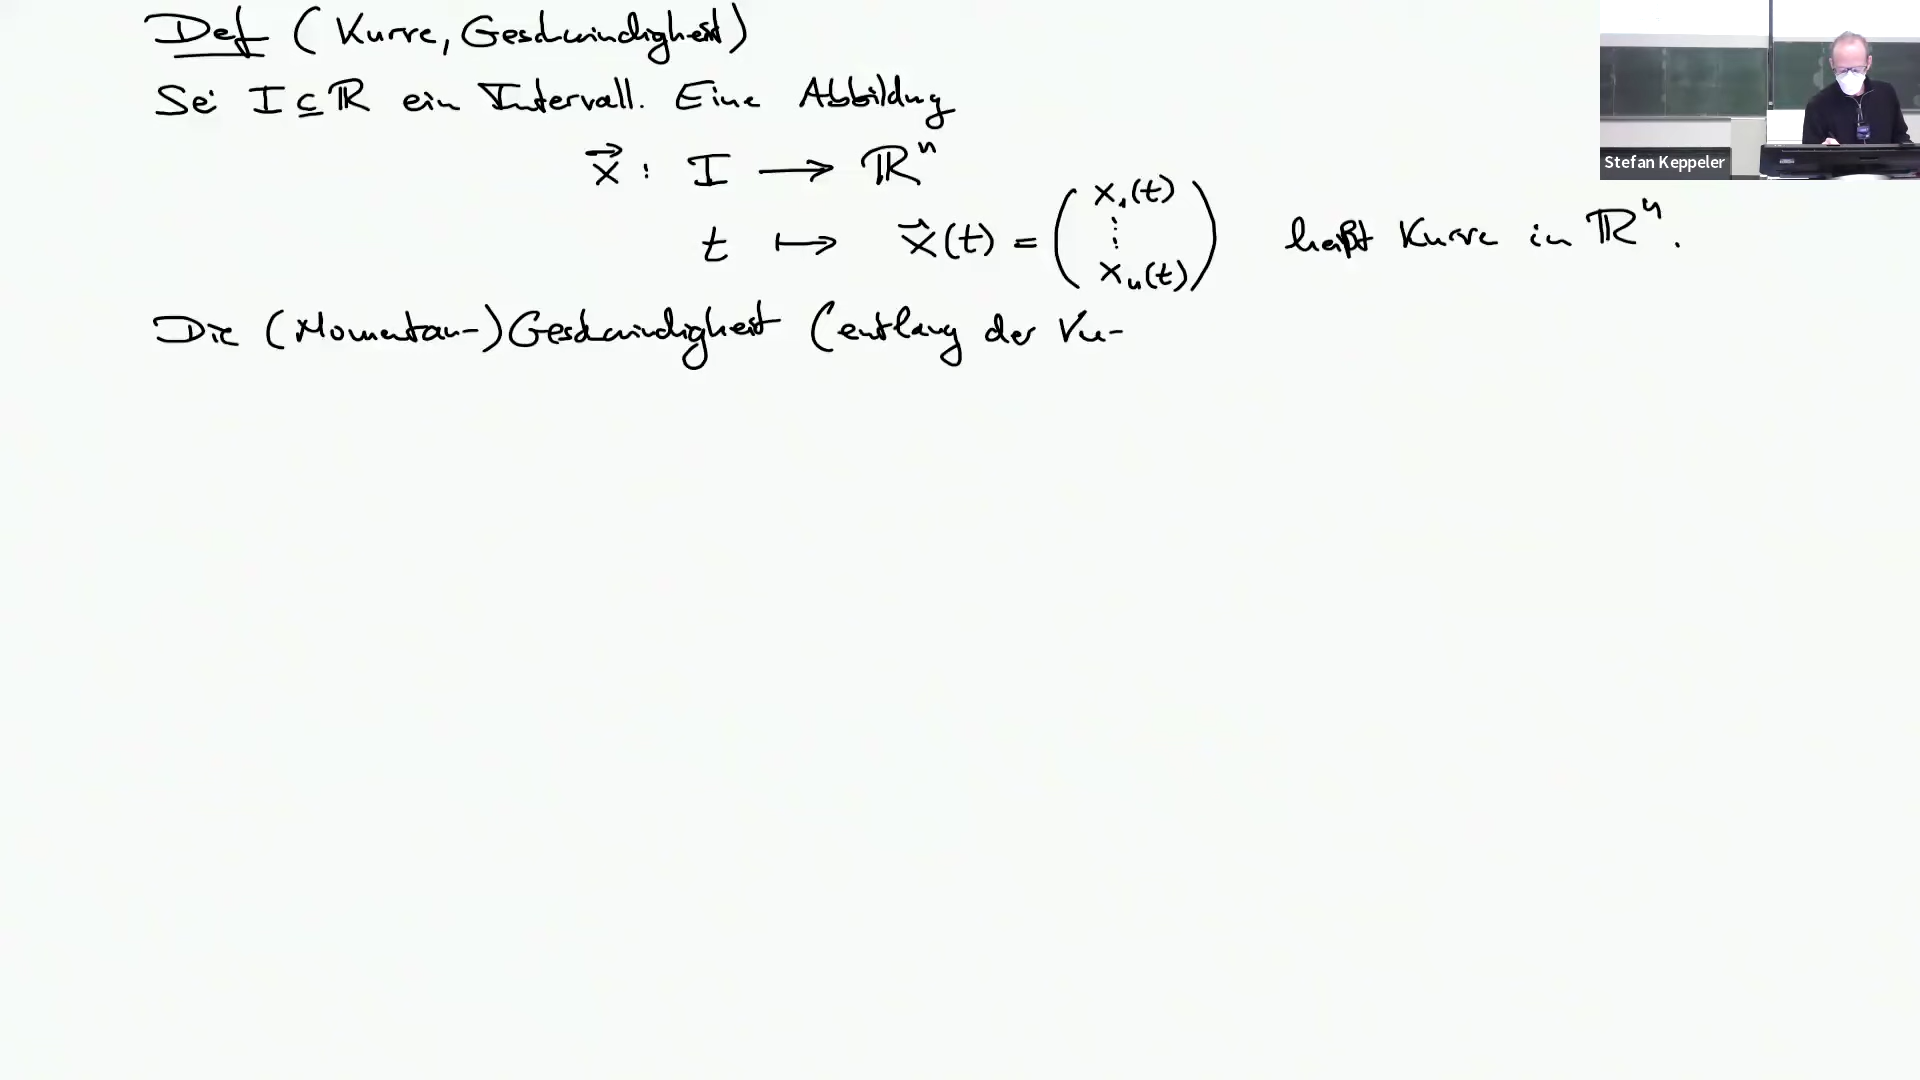 Def (Kurve, Geschwindigkeit)
Sei I ⊆ ℝ ein Intervall. Eine Abbildung
x⃗ : I ⟶ ℝⁿ
t ⟼ x⃗(t) = ( x₁(t) ⋮ xₙ(t) ) heißt Kurve in ℝⁿ.
Die (Momentan-)Geschwindigkeit (entlang der Ku-
Stefan Keppeler